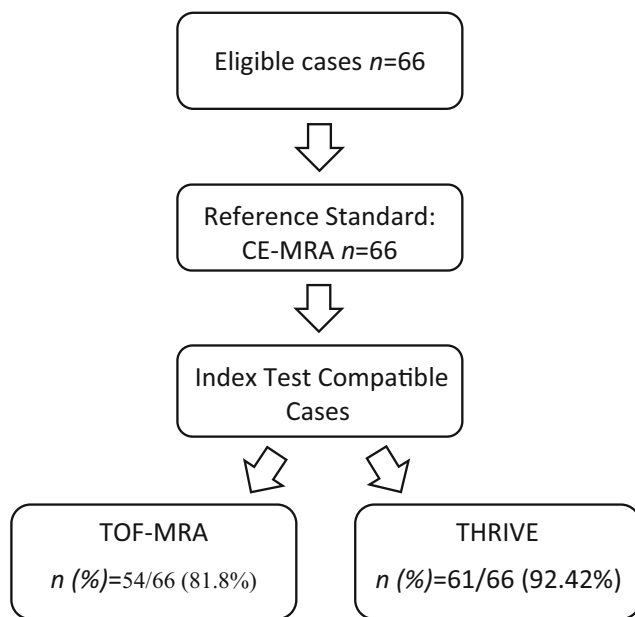 Eligible cases n=66
Reference Standard:
CE-MRA n=66
Index Test Compatible
Cases
TOF-MRA
n (%)=54/66 (81.8%)
THRIVE
n (%)=61/66 (92.42%)